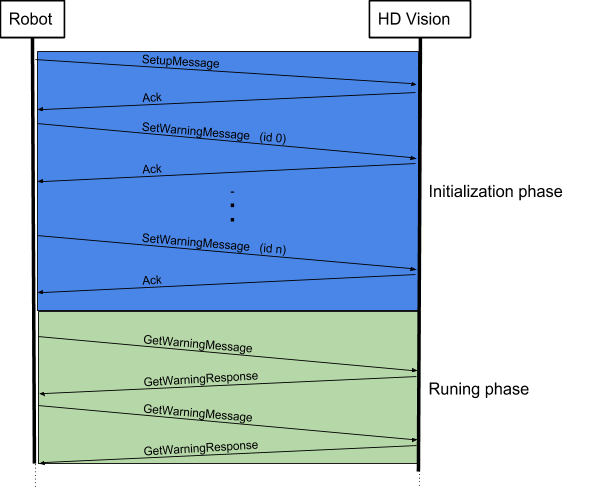 Robot
HD Vision
SetupMessage
Ack
SetWarningMessage (id 0)
Ack
Initialization phase
SetWarningMessage (id n)
Ack
GetWarningMessage
GetWarningResponse
Runing phase
GetWarningMessage
GetWarningResponse